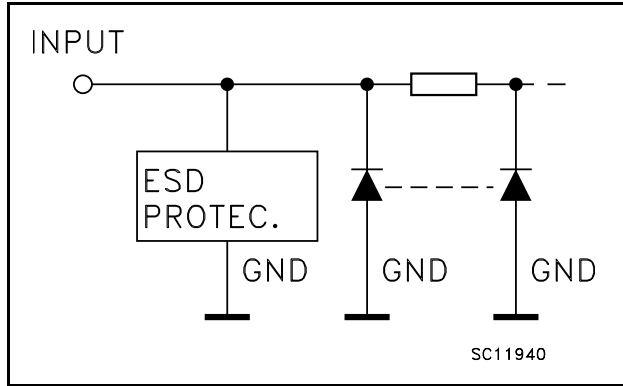 INPUT
ESD
PROTEC.
GND
GND
GND
SC11940